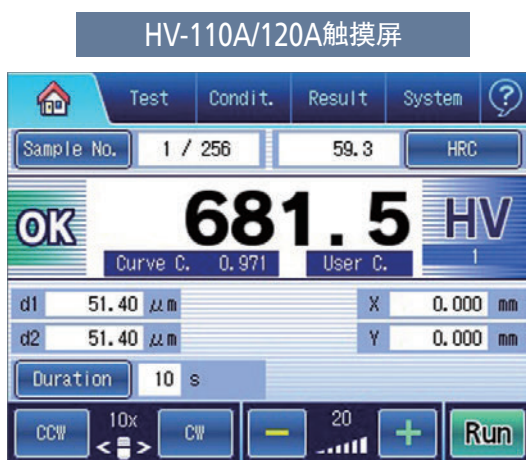 HV-110A/120A触摸屏
Test Condit. Result System ?
Sample No. 1 / 256 59.3 HRC
OK 681.5 HV
Curve C. 0.971 User C. 1
d1 51.40 μm X 0.000 mm
d2 51.40 μm Y 0.000 mm
Duration 10 s
CCW 10x < > CW − 20 + Run